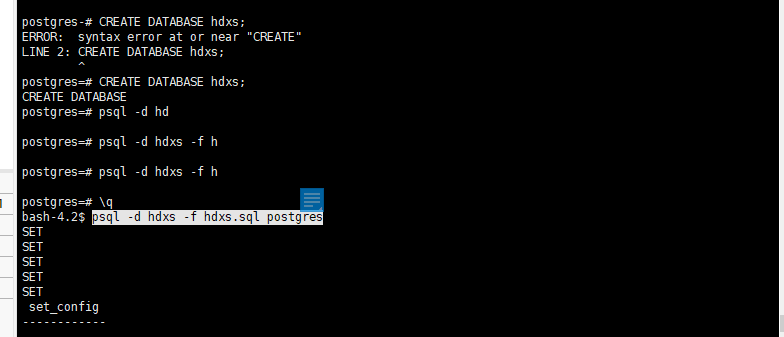 postgres-# CREATE DATABASE hdxs;
ERROR:  syntax error at or near "CREATE"
LINE 2: CREATE DATABASE hdxs;
        ^
postgres=# CREATE DATABASE hdxs;
CREATE DATABASE
postgres=# psql -d hd
postgres=# psql -d hdxs -f h
postgres=# psql -d hdxs -f h
postgres=# \q
bash-4.2$ psql -d hdxs -f hdxs.sql postgres
SET
SET
SET
SET
SET
 set_config
------------